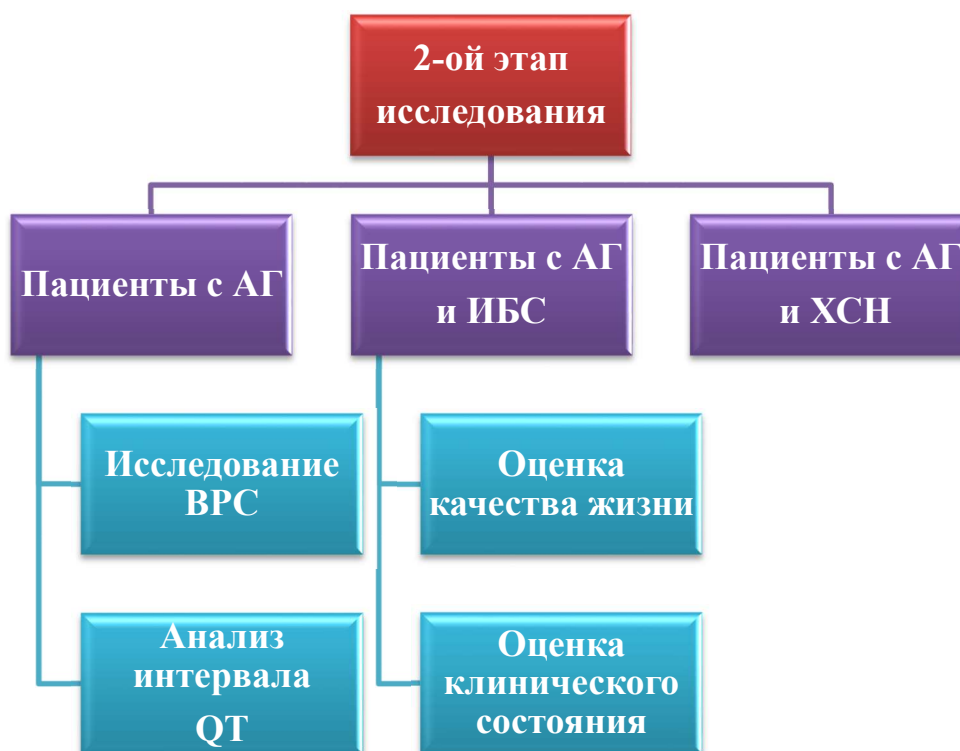 2-ой этап
исследования
Пациенты с АГ
Пациенты с АГ
и ИБС
Пациенты с АГ
и ХСН
Исследование
ВРС
Оценка
качества жизни
Анализ
интервала
QT
Оценка
клинического
состояния